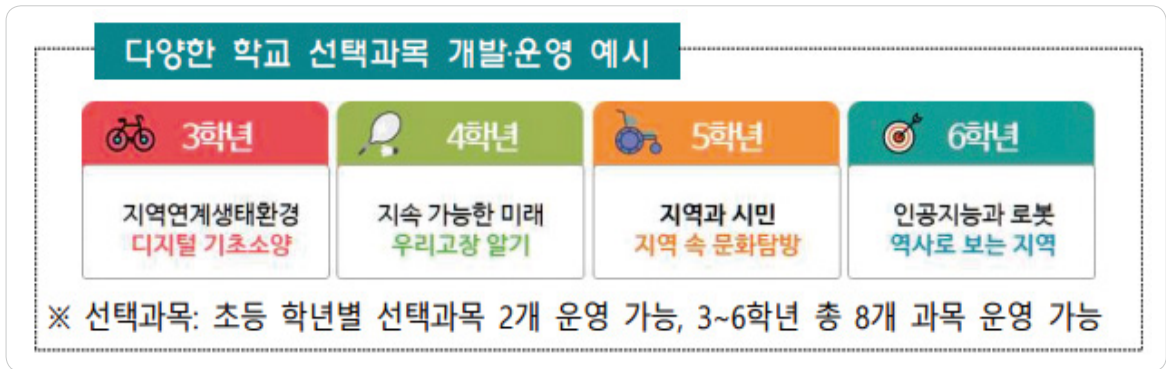 다양한 학교 선택과목 개발·운영 예시
3학년
지역연계생태환경
디지털 기초소양
4학년
지속 가능한 미래
우리고장 알기
5학년
지역과 시민
지역 속 문화탐방
6학년
인공지능과 로봇
역사로 보는 지역
※ 선택과목: 초등 학년별 선택과목 2개 운영 가능, 3~6학년 총 8개 과목 운영 가능